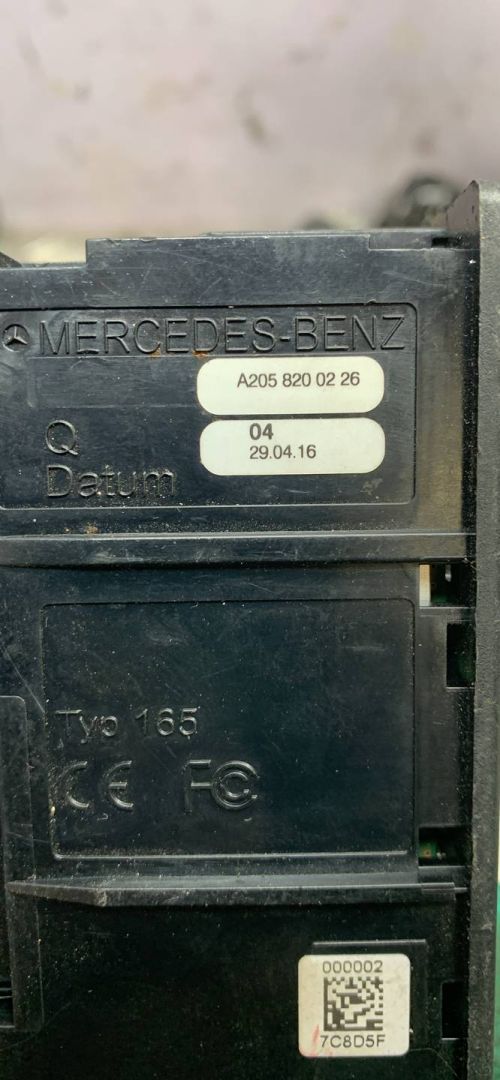 MERCEDES-BENZ
A205 820 02 26
Q
04
Datum
29.04.16
Typ 165
CE FC
000002
7C8D5F